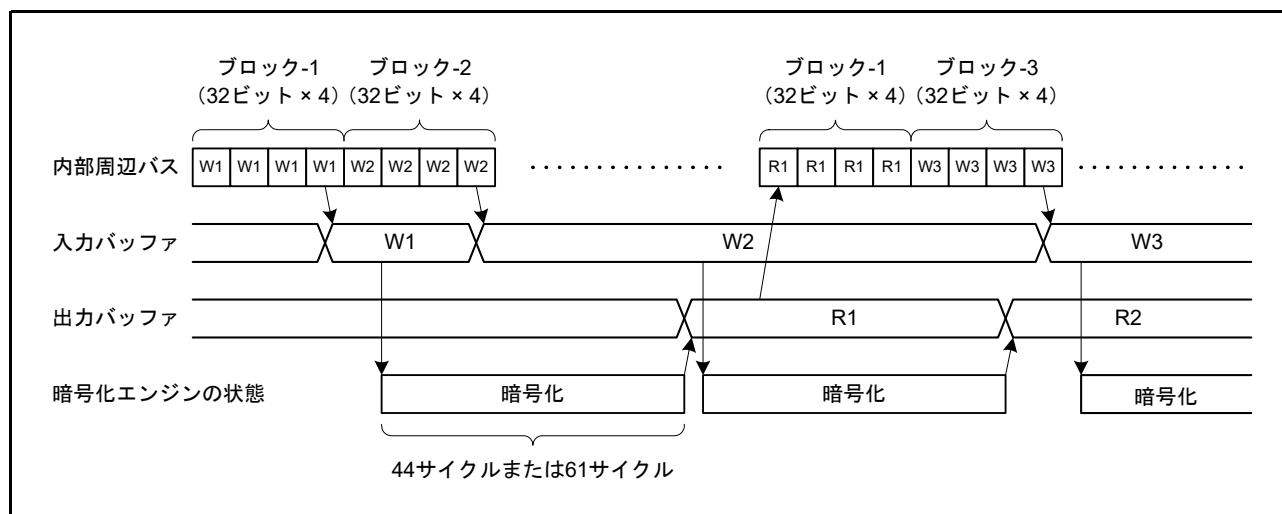 ブロック-1 ブロック-2 ブロック-1 ブロック-3
（32ビット × 4）（32ビット × 4） （32ビット × 4）（32ビット × 4）
内部周辺バス W1 W1 W1 W1 W2 W2 W2 W2 ・・・・・・・・・・・・・・・ R1 R1 R1 R1 W3 W3 W3 W3 ・・・・・・・・・・・・・
入力バッファ W1 W2 W3
出力バッファ R1 R2
暗号化エンジンの状態 暗号化 暗号化 暗号化
44サイクルまたは61サイクル